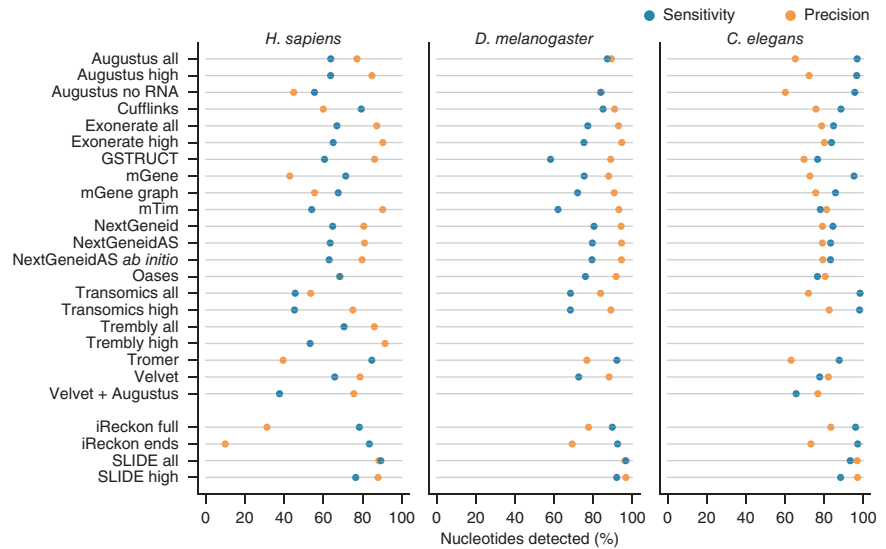 Sensitivity Precision
H. sapiens D. melanogaster C. elegans
Augustus all
Augustus high
Augustus no RNA
Cufflinks
Exonerate all
Exonerate high
GSTRUCT
mGene
mGene graph
mTim
NextGeneid
NextGeneidAS
NextGeneidAS ab initio
Oases
Transomics all
Transomics high
Trembly all
Trembly high
Tromer
Velvet
Velvet + Augustus
iReckon full
iReckon ends
SLIDE all
SLIDE high
0 20 40 60 80 100 0 20 40 60 80 100 0 20 40 60 80 100
Nucleotides detected (%)